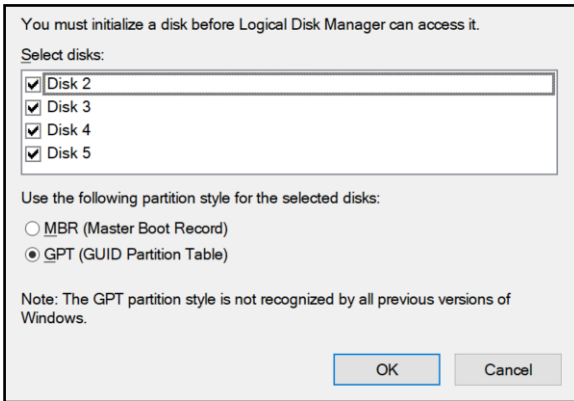 You must initialize a disk before Logical Disk Manager can access it.
Select disks:
Disk 2
Disk 3
Disk 4
Disk 5
Use the following partition style for the selected disks:
MBR (Master Boot Record)
GPT (GUID Partition Table)
Note: The GPT partition style is not recognized by all previous versions of
Windows.
OK Cancel